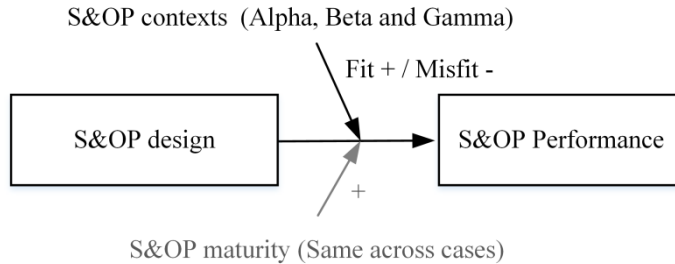 S&OP contexts (Alpha, Beta and Gamma)
Fit + / Misfit -
S&OP design
S&OP Performance
+
S&OP maturity (Same across cases)